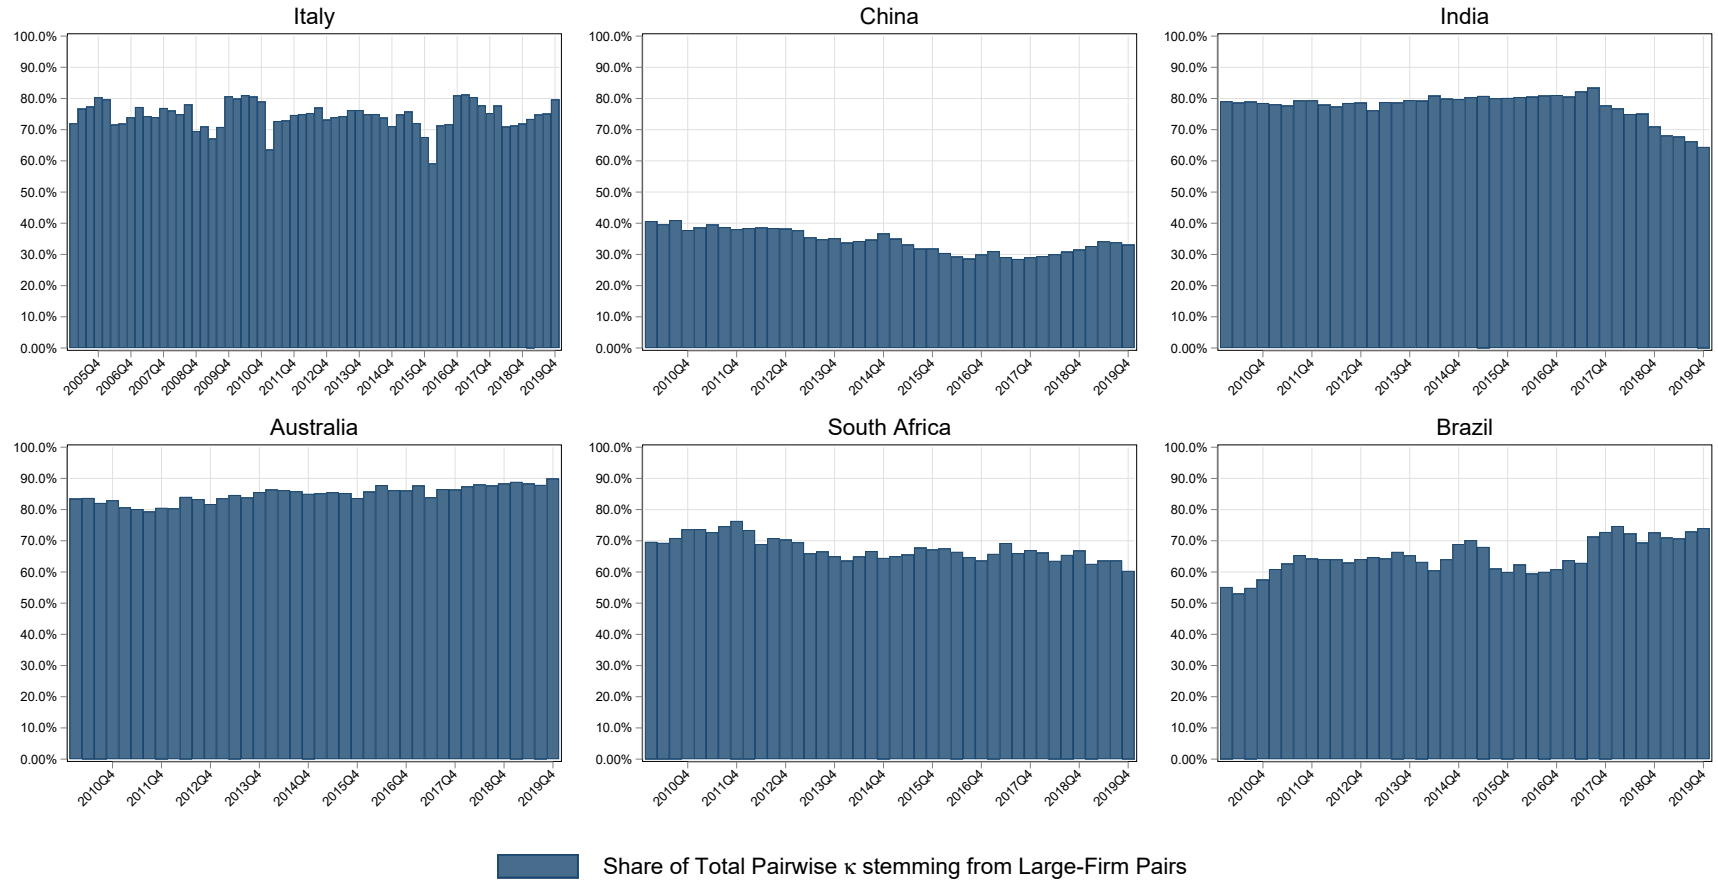 Italy
China
India
100.0%
90.0%
80.0%
70.0%
60.0%
50.0%
40.0%
30.0%
20.0%
10.0%
0.00%
2005Q4
2006Q4
2007Q4
2008Q4
2009Q4
2010Q4
2011Q4
2012Q4
2013Q4
2014Q4
2015Q4
2016Q4
2017Q4
2018Q4
2019Q4
100.0%
90.0%
80.0%
70.0%
60.0%
50.0%
40.0%
30.0%
20.0%
10.0%
0.00%
2010Q4
2011Q4
2012Q4
2013Q4
2014Q4
2015Q4
2016Q4
2017Q4
2018Q4
2019Q4
100.0%
90.0%
80.0%
70.0%
60.0%
50.0%
40.0%
30.0%
20.0%
10.0%
0.00%
2010Q4
2011Q4
2012Q4
2013Q4
2014Q4
2015Q4
2016Q4
2017Q4
2018Q4
2019Q4
Australia
South Africa
Brazil
100.0%
90.0%
80.0%
70.0%
60.0%
50.0%
40.0%
30.0%
20.0%
10.0%
0.00%
2010Q4
2011Q4
2012Q4
2013Q4
2014Q4
2015Q4
2016Q4
2017Q4
2018Q4
2019Q4
100.0%
90.0%
80.0%
70.0%
60.0%
50.0%
40.0%
30.0%
20.0%
10.0%
0.00%
2010Q4
2011Q4
2012Q4
2013Q4
2014Q4
2015Q4
2016Q4
2017Q4
2018Q4
2019Q4
100.0%
90.0%
80.0%
70.0%
60.0%
50.0%
40.0%
30.0%
20.0%
10.0%
0.00%
2010Q4
2011Q4
2012Q4
2013Q4
2014Q4
2015Q4
2016Q4
2017Q4
2018Q4
2019Q4
Share of Total Pairwise κ stemming from Large-Firm Pairs